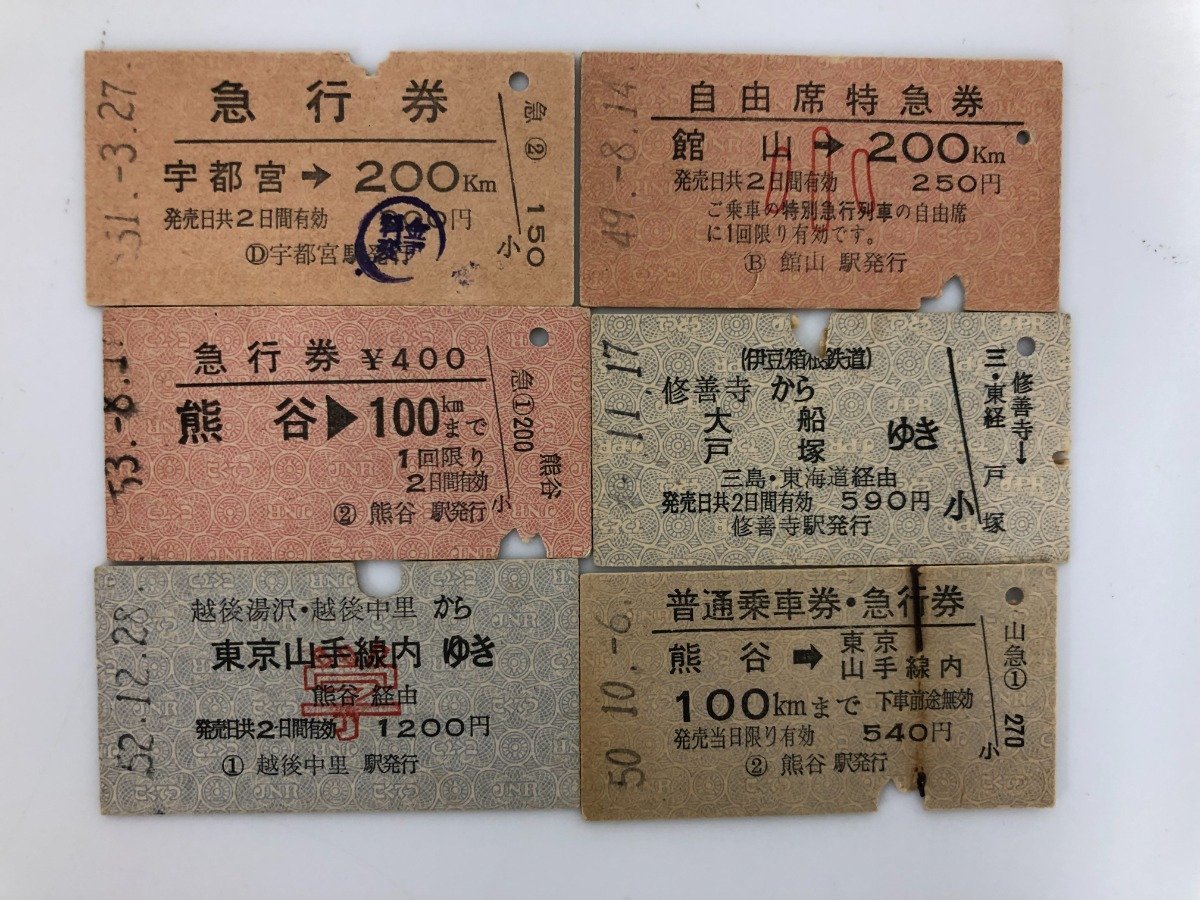 51.-3.27
急行券
宇都宮→200Km
発売日共2日間有効 00円
Ⓓ宇都宮駅発行
急②
小 150
49.-8.14
自由席特急券
館山→200Km
小
発売日共2日間有効 250円
ご乗車の特別急行列車の自由席
に1回限り有効です。
Ⓑ 館山 駅発行
53.-8.1
急行券 ¥400
熊谷▶100kmまで
1回限り
2日間有効
② 熊谷 駅発行
急①200
小 熊谷
11 17
(伊豆箱根鉄道)
修善寺 から
大船
戸塚 ゆき
三島・東海道経由
発売日共2日間有効 590円
修善寺駅発行
小
三・東経
修善寺→戸塚
52.12.28
越後湯沢・越後中里 から
東京山手線内 ゆき
学
熊谷 経由
発売日共2日間有効 1200円
① 越後中里 駅発行
50 10.-6.
普通乗車券・急行券
熊谷➡東京山手線内
100kmまで 下車前途無効
発売当日限り有効 540円
② 熊谷 駅発行
山急①
小 270